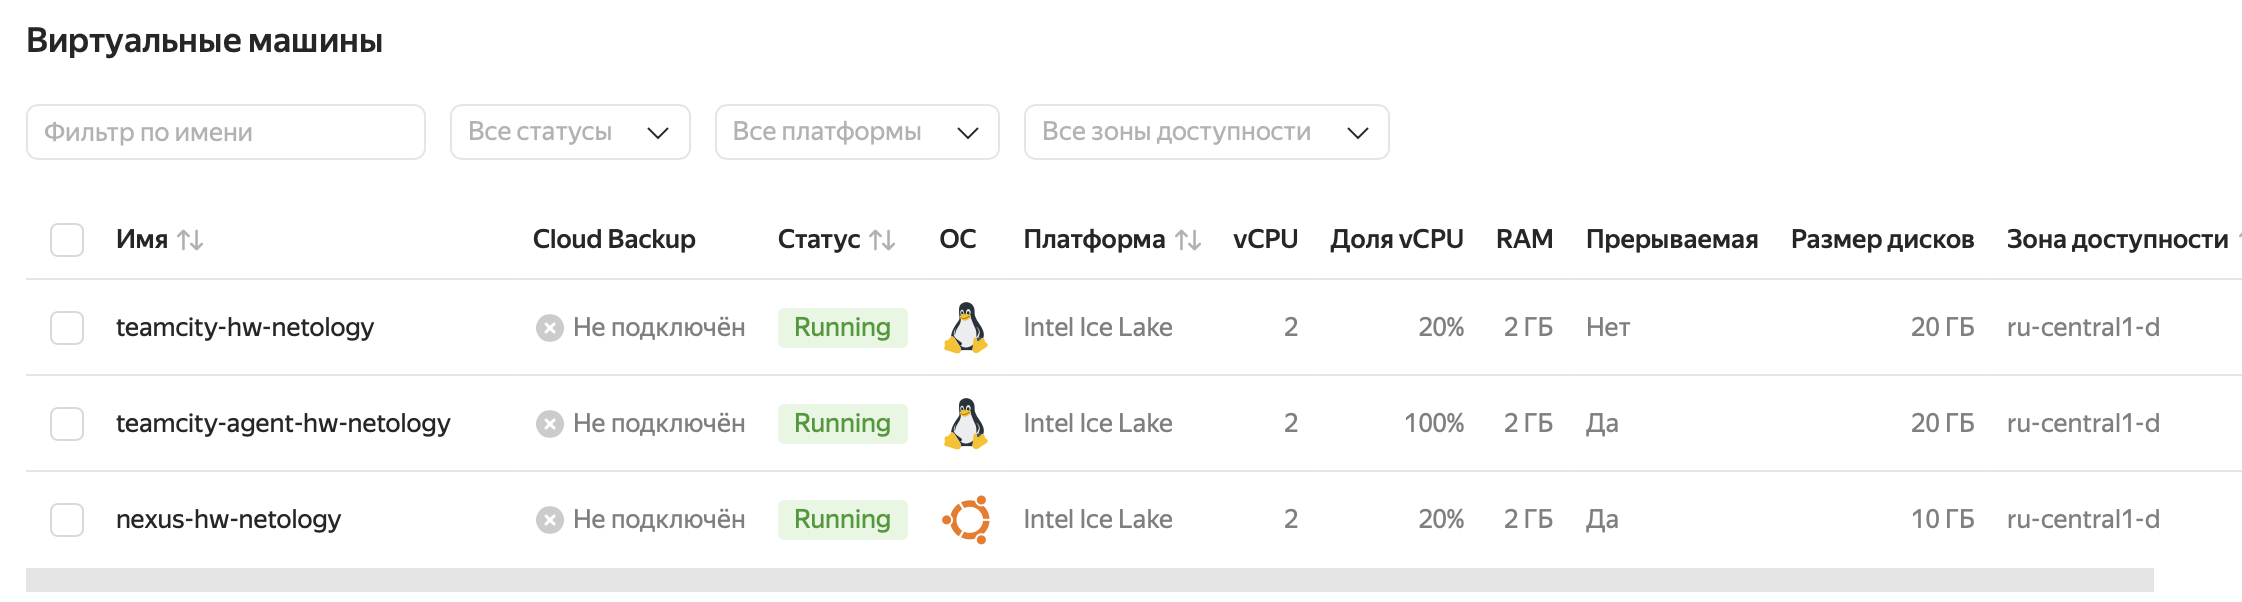 Виртуальные машины
Фильтр по имени Все статусы Все платформы Все зоны доступности
Имя Cloud Backup Статус ОС Платформа vCPU Доля vCPU RAM Прерываемая Размер дисков Зона доступности
teamcity-hw-netology Не подключён Running Intel Ice Lake 2 20% 2 ГБ Нет 20 ГБ ru-central1-d
teamcity-agent-hw-netology Не подключён Running Intel Ice Lake 2 100% 2 ГБ Да 20 ГБ ru-central1-d
nexus-hw-netology Не подключён Running Intel Ice Lake 2 20% 2 ГБ Да 10 ГБ ru-central1-d